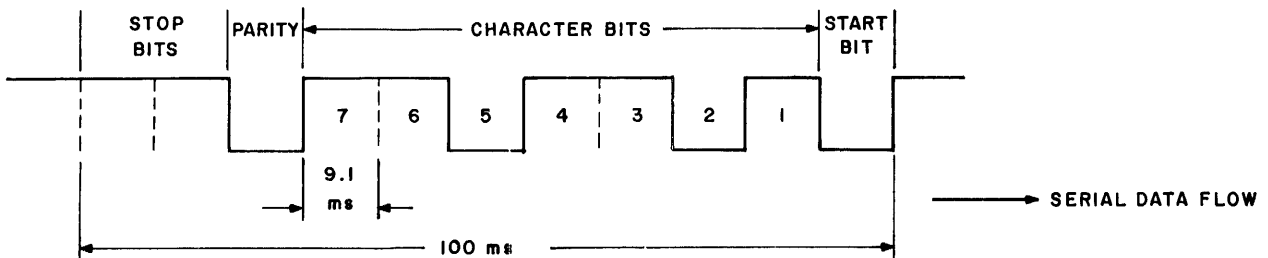 STOP BITS
PARITY
CHARACTER BITS
START BIT
7 6 5 4 3 2 1
9.1 ms
SERIAL DATA FLOW
100 ms